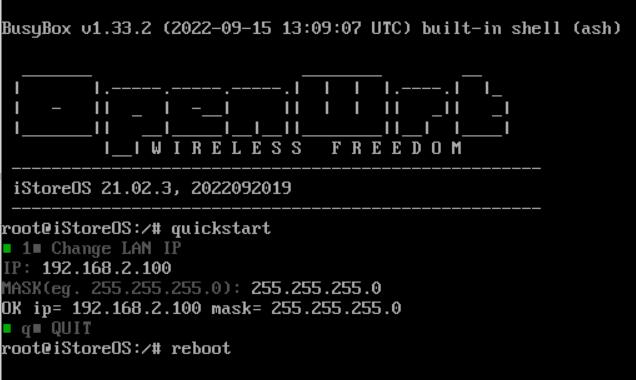 BusyBox v1.33.2 (2022-09-15 13:09:07 UTC) built-in shell (ash)
OpenWrt
W I R E L E S S   F R E E D O M
iStoreOS 21.02.3, 2022092019
root@iStoreOS:/# quickstart
1 Change LAN IP
IP: 192.168.2.100
MASK(eg. 255.255.255.0): 255.255.255.0
OK ip= 192.168.2.100 mask= 255.255.255.0
q QUIT
root@iStoreOS:/# reboot